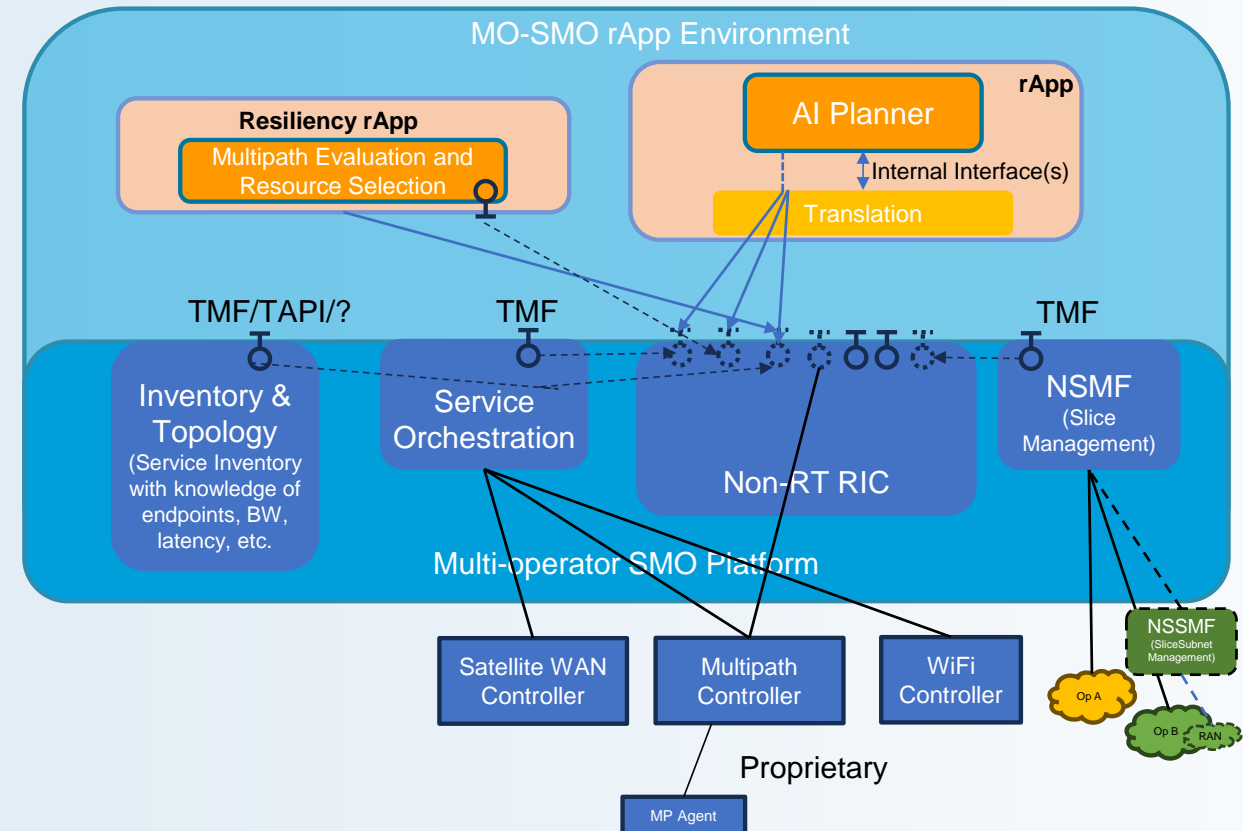 MO-SMO rApp Environment
Resiliency rApp
Multipath Evaluation and
Resource Selection
rApp
AI Planner
Internal Interface(s)
Translation
TMF/TAPI/?
TMF
TMF
Inventory &
Topology
(Service Inventory
with knowledge of
endpoints, BW,
latency, etc.
Service
Orchestration
Non-RT RIC
NSMF
(Slice
Management)
Multi-operator SMO Platform
Satellite WAN
Controller
Multipath
Controller
WiFi
Controller
NSSMF
(SliceSubnet
Management)
Op A
Op B
RAN
Proprietary
MP Agent